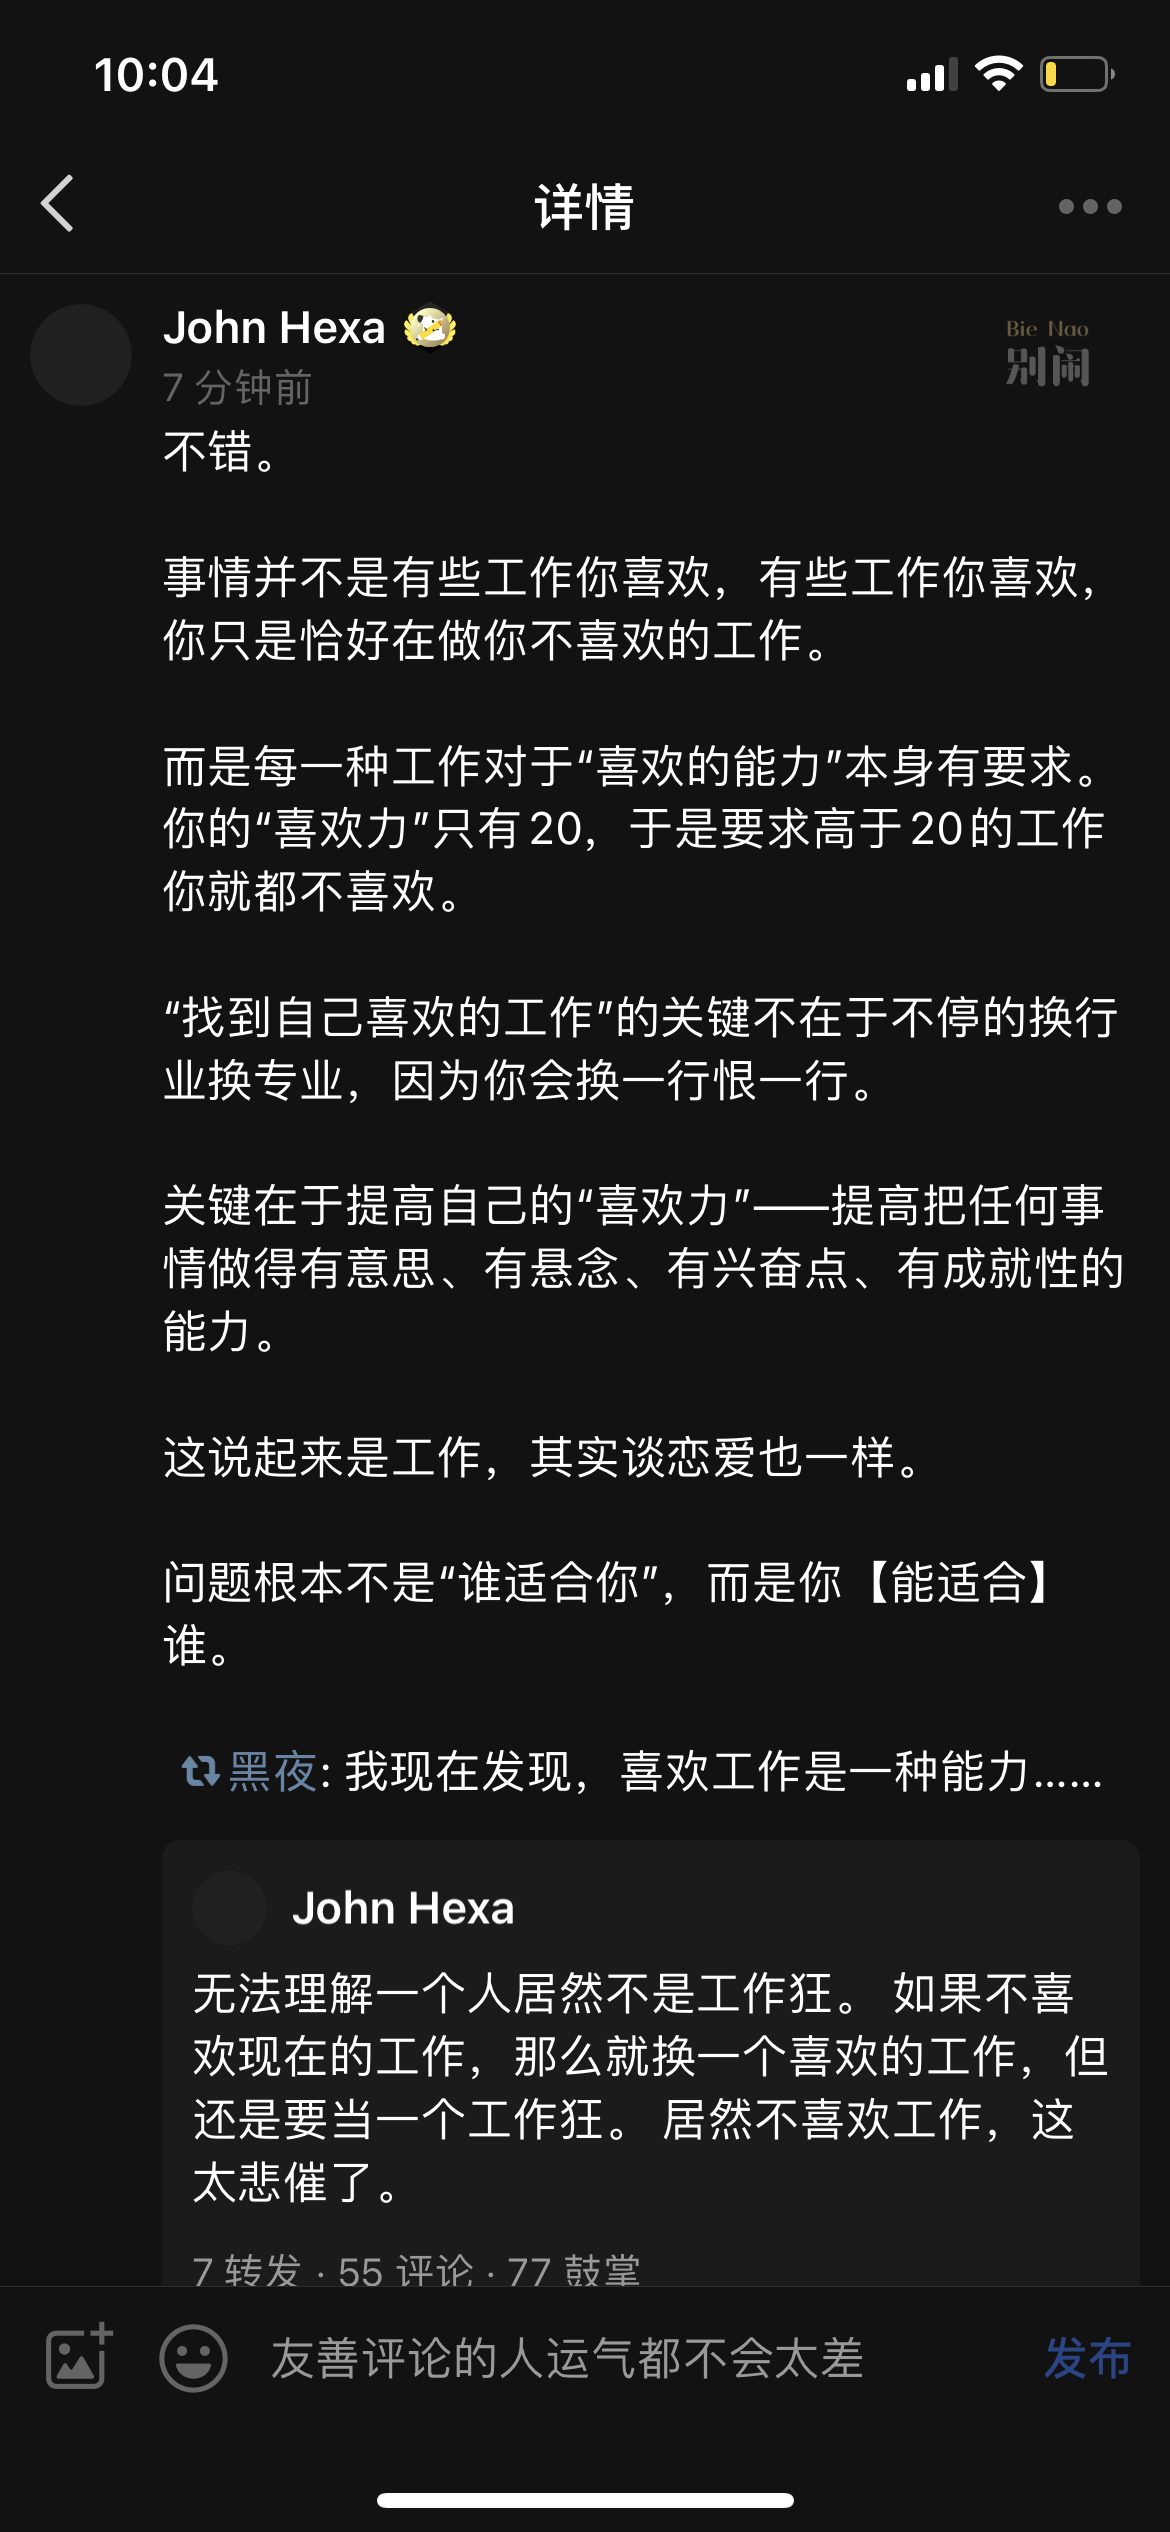 10:04
详情
John Hexa
Bie Nao
别闹
7 分钟前
不错。
事情并不是有些工作你喜欢，有些工作你喜欢，
你只是恰好在做你不喜欢的工作。
而是每一种工作对于“喜欢的能力”本身有要求。
你的“喜欢力”只有20，于是要求高于20的工作
你就都不喜欢。
“找到自己喜欢的工作”的关键不在于不停的换行
业换专业，因为你会换一行恨一行。
关键在于提高自己的“喜欢力”——提高把任何事
情做得有意思、有悬念、有兴奋点、有成就性的
能力。
这说起来是工作，其实谈恋爱也一样。
问题根本不是“谁适合你”，而是你【能适合】
谁。
黑夜: 我现在发现，喜欢工作是一种能力……
John Hexa
无法理解一个人居然不是工作狂。 如果不喜
欢现在的工作，那么就换一个喜欢的工作，但
还是要当一个工作狂。 居然不喜欢工作，这
太悲催了。
7 转发 · 55 评论 · 77 鼓掌
友善评论的人运气都不会太差
发布